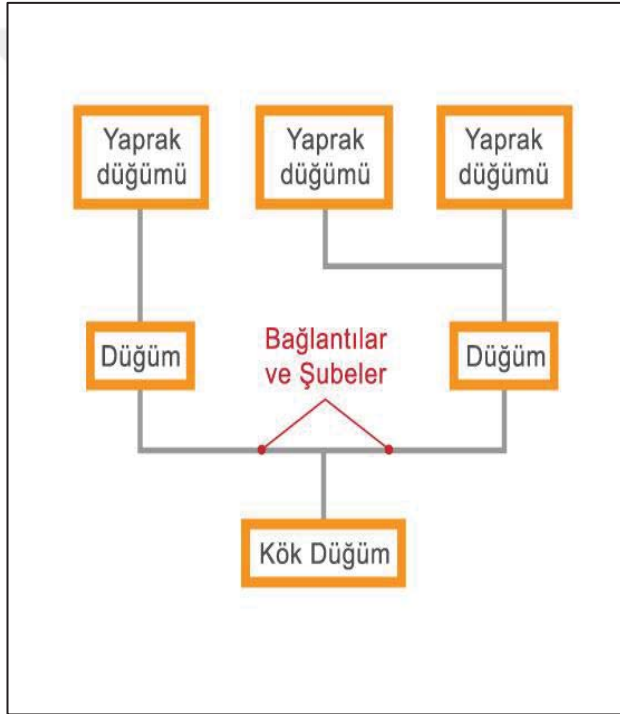 Yaprak
düğümü
Yaprak
düğümü
Yaprak
düğümü
Düğüm
Bağlantılar
ve Şubeler
Düğüm
Kök Düğüm